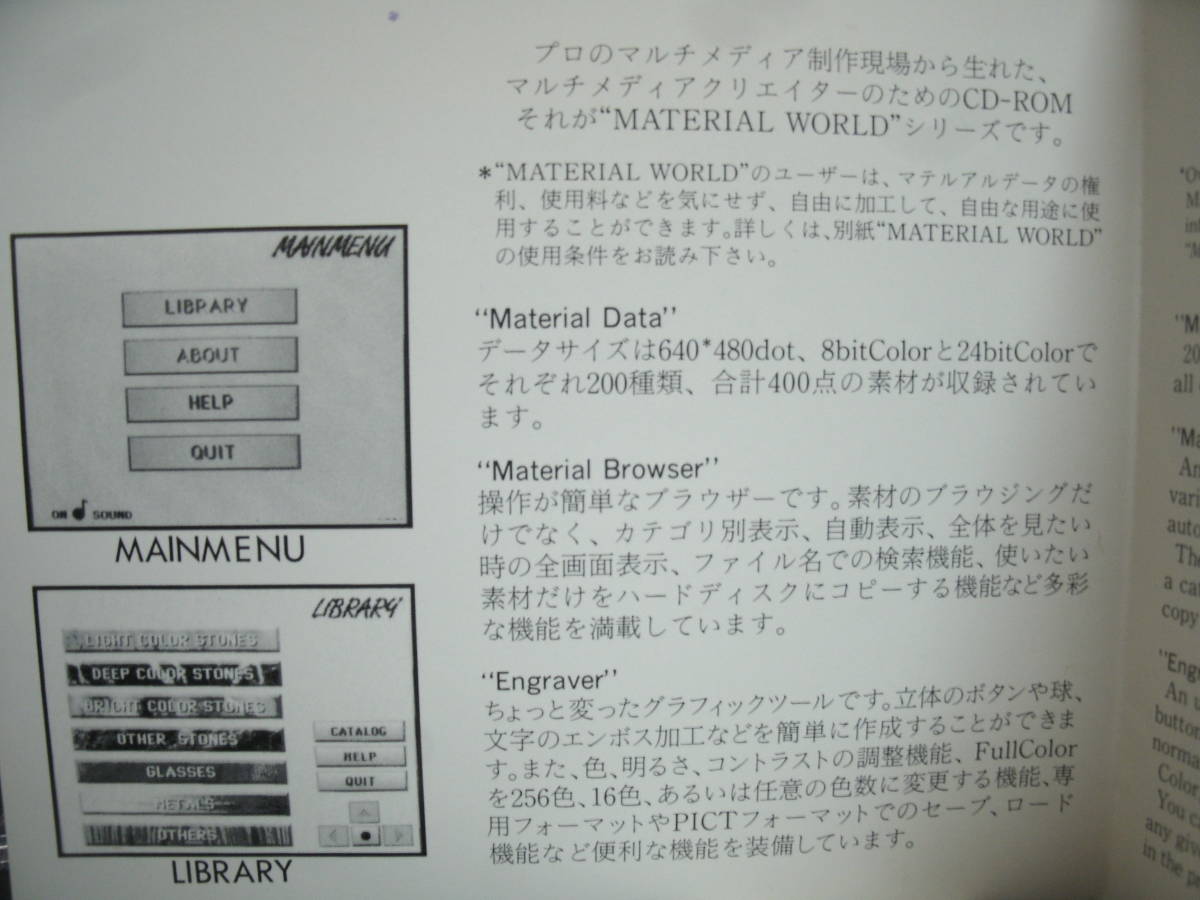 プロのマルチメディア制作現場から生れた、
マルチメディアクリエイターのためのCD-ROM
それが“MATERIAL WORLD”シリーズです。
*“MATERIAL WORLD”のユーザーは、マテルアルデータの権
利、使用料などを気にせず、自由に加工して、自由な用途に使
用することができます。詳しくは、別紙“MATERIAL WORLD”
の使用条件をお読み下さい。
“Material Data”
データサイズは640*480dot、8bitColorと24bitColorで
それぞれ200種類、合計400点の素材が収録されてい
ます。
“Material Browser”
操作が簡単なブラウザーです。素材のブラウジングだ
けでなく、カテゴリ別表示、自動表示、全体を見たい
時の全画面表示、ファイル名での検索機能、使いたい
素材だけをハードディスクにコピーする機能など多彩
な機能を満載しています。
“Engraver”
ちょっと変ったグラフィックツールです。立体のボタンや球、
文字のエンボス加工などを簡単に作成することができま
す。また、色、明るさ、コントラストの調整機能、FullColor
を256色、16色、あるいは任意の色数に変更する機能、専
用フォーマットやPICTフォーマットでのセーブ、ロード
機能など便利な機能を装備しています。
MAINMENU
LIBRARY
ABOUT
HELP
QUIT
ON SOUND
MAINMENU
LIBRARY
LIGHT COLOR STONES
DEEP COLOR STONES
BRIGHT COLOR STONES
OTHER STONES
GLASSES
METALS
OTHERS
CATALOG
HELP
QUIT
LIBRARY
20
all
auto
The
a cat
copy
button
norma
Color
You c
any give
in the pe